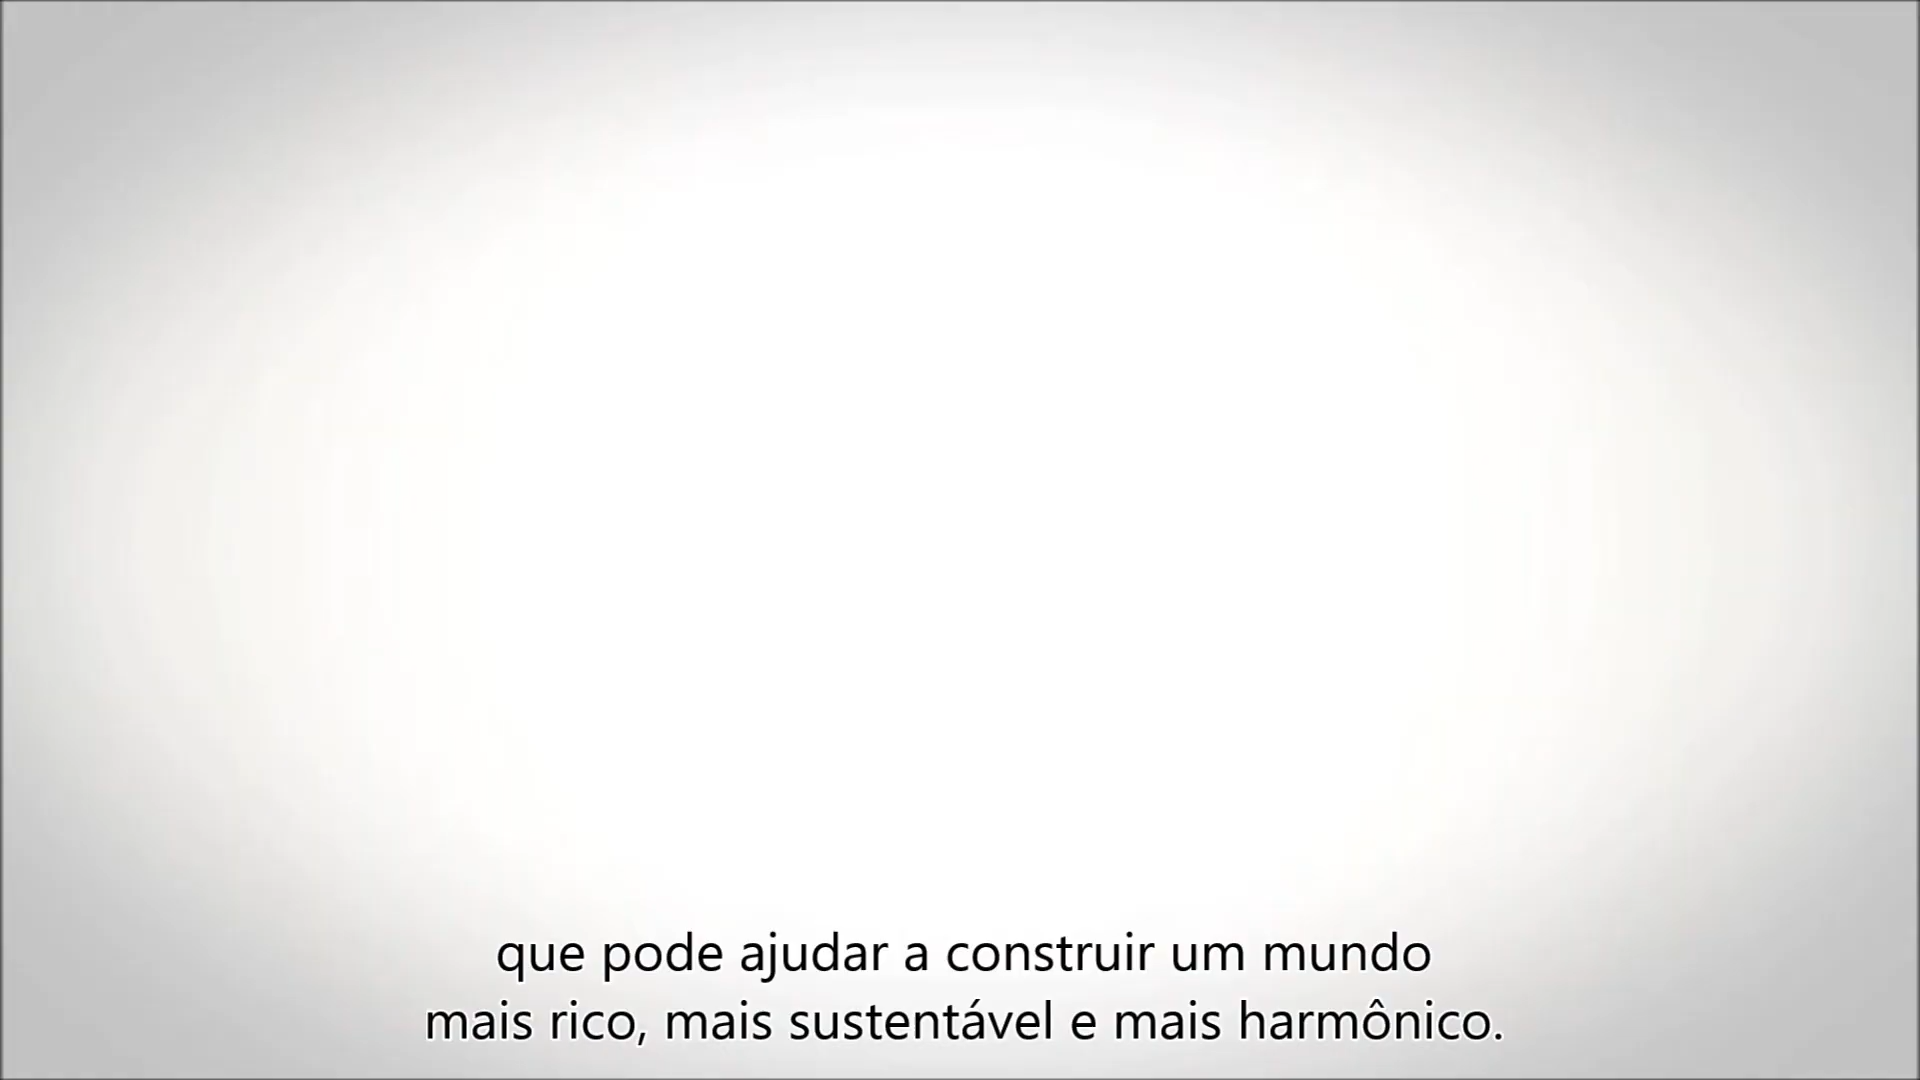 que pode ajudar a construir um mundo
mais rico, mais sustentável e mais harmônico.